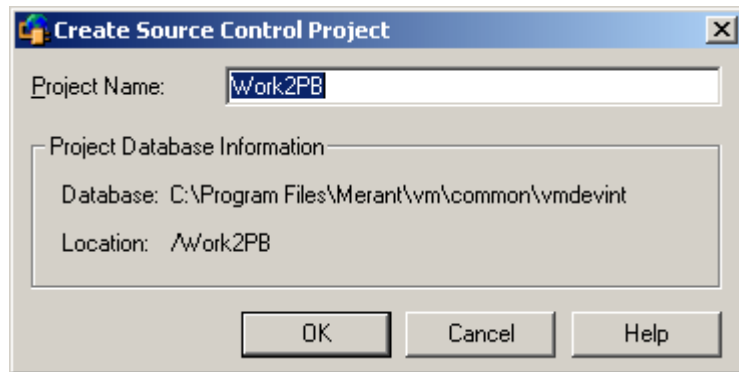 Create Source Control Project
Project Name: Work2PB
Project Database Information
Database: C:\Program Files\Merant\vm\common\vmdevint
Location: /Work2PB
OK Cancel Help